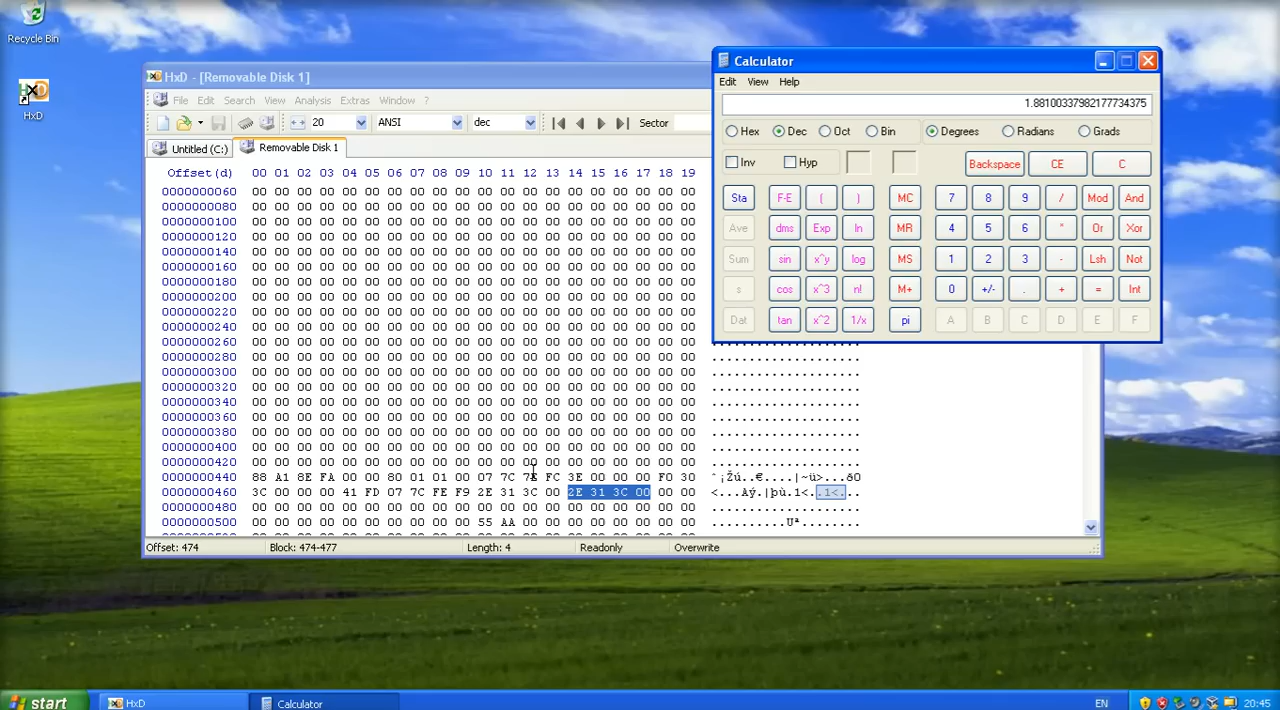 Recycle Bin
HxD
HxD - [Removable Disk 1]
File Edit Search View Analysis Extras Window ?
20 ANSI dec Sector
Untitled (C:) Removable Disk 1
Offset(d) 00 01 02 03 04 05 06 07 08 09 10 11 12 13 14 15 16 17 18 19
0000000060 00 00 00 00 00 00 00 00 00 00 00 00 00 00 00 00 00 00 00 00
0000000080 00 00 00 00 00 00 00 00 00 00 00 00 00 00 00 00 00 00 00 00
0000000100 00 00 00 00 00 00 00 00 00 00 00 00 00 00 00 00 00 00 00 00
0000000120 00 00 00 00 00 00 00 00 00 00 00 00 00 00 00 00 00 00 00 00
0000000140 00 00 00 00 00 00 00 00 00 00 00 00 00 00 00 00 00 00 00 00
0000000160 00 00 00 00 00 00 00 00 00 00 00 00 00 00 00 00 00 00 00 00
0000000180 00 00 00 00 00 00 00 00 00 00 00 00 00 00 00 00 00 00 00 00
0000000200 00 00 00 00 00 00 00 00 00 00 00 00 00 00 00 00 00 00 00 00
0000000220 00 00 00 00 00 00 00 00 00 00 00 00 00 00 00 00 00 00 00 00
0000000240 00 00 00 00 00 00 00 00 00 00 00 00 00 00 00 00 00 00 00 00
0000000260 00 00 00 00 00 00 00 00 00 00 00 00 00 00 00 00 00 00 00 00
0000000280 00 00 00 00 00 00 00 00 00 00 00 00 00 00 00 00 00 00 00 00 ....................
0000000300 00 00 00 00 00 00 00 00 00 00 00 00 00 00 00 00 00 00 00 00 ....................
0000000320 00 00 00 00 00 00 00 00 00 00 00 00 00 00 00 00 00 00 00 00 ....................
0000000340 00 00 00 00 00 00 00 00 00 00 00 00 00 00 00 00 00 00 00 00 ....................
0000000360 00 00 00 00 00 00 00 00 00 00 00 00 00 00 00 00 00 00 00 00 ....................
0000000380 00 00 00 00 00 00 00 00 00 00 00 00 00 00 00 00 00 00 00 00 ....................
0000000400 00 00 00 00 00 00 00 00 00 00 00 00 00 00 00 00 00 00 00 00 ....................
0000000420 00 00 00 00 00 00 00 00 00 00 00 00 00 00 00 00 00 00 00 00 ....................
0000000440 88 A1 8E FA 00 00 80 01 01 00 07 7C 7E FC 3E 00 00 00 F0 30 ˆ¡Žú..€....|~ü>...ð0
0000000460 3C 00 00 00 41 FD 07 7C FE F9 2E 31 3C 00 2E 31 3C 00 00 00 <...Aý.|þù.1<..1<...
0000000480 00 00 00 00 00 00 00 00 00 00 00 00 00 00 00 00 00 00 00 00 ....................
0000000500 00 00 00 00 00 00 00 00 00 00 55 AA 00 00 00 00 00 00 00 00 ..........Uª........
Offset: 474 Block: 474-477 Length: 4 Readonly Overwrite
Calculator
Edit View Help
1.88100337982177734375
Hex Dec Oct Bin Degrees Radians Grads
Inv Hyp Backspace CE C
Sta F-E ( ) MC 7 8 9 / Mod And
Ave dms Exp ln MR 4 5 6 * Or Xor
Sum sin x^y log MS 1 2 3 - Lsh Not
s cos x^3 n! M+ 0 +/- . + = Int
Dat tan x^2 1/x pi A B C D E F
start HxD Calculator EN 20:45